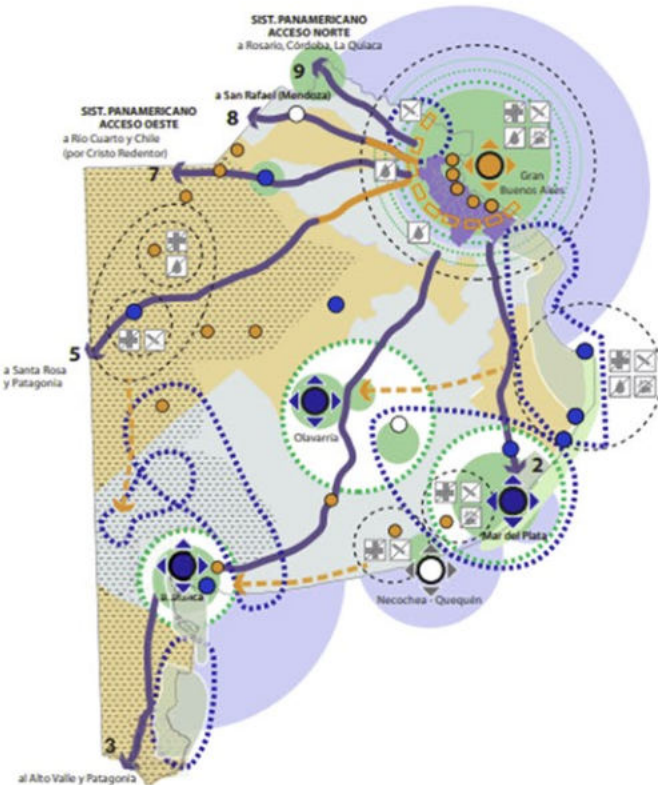 SIST. PANAMERICANO
ACCESO NORTE
a Rosario, Córdoba, La Quiaca
9
a San Rafael (Mendoza)
8
SIST. PANAMERICANO
ACCESO OESTE
a Río Cuarto y Chile
(por Cristo Redentor)
7
Gran
Buenos Aires
5
a Santa Rosa
y Patagonia
Olavarría
2
Mar del Plata
Necochea - Quequén
3
al Alto Valle y Patagonia